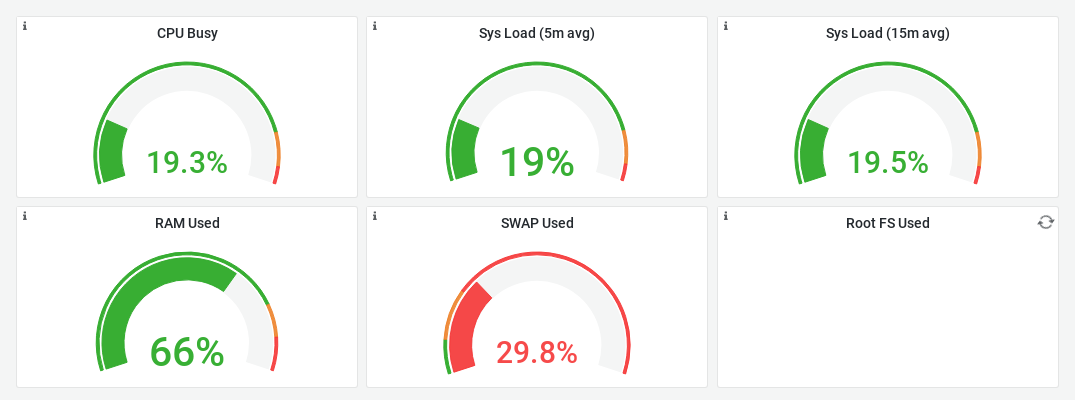 CPU Busy
19.3%
Sys Load (5m avg)
19%
Sys Load (15m avg)
19.5%
RAM Used
66%
SWAP Used
29.8%
Root FS Used